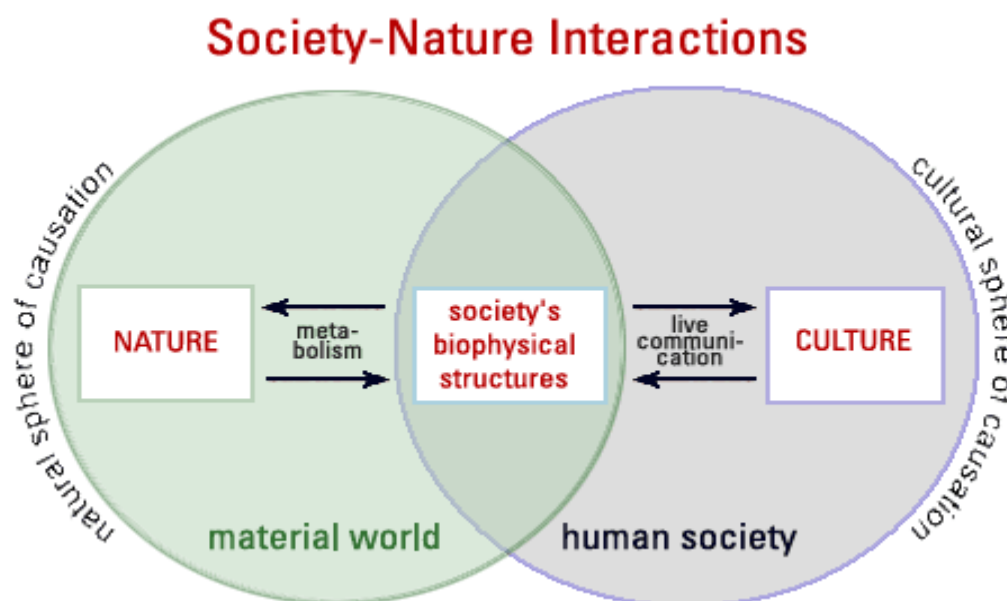 Society-Nature Interactions
natural sphere of causation
cultural sphere of causation
NATURE
meta-
bolism
society's
biophysical
structures
live
communi-
cation
CULTURE
material world
human society